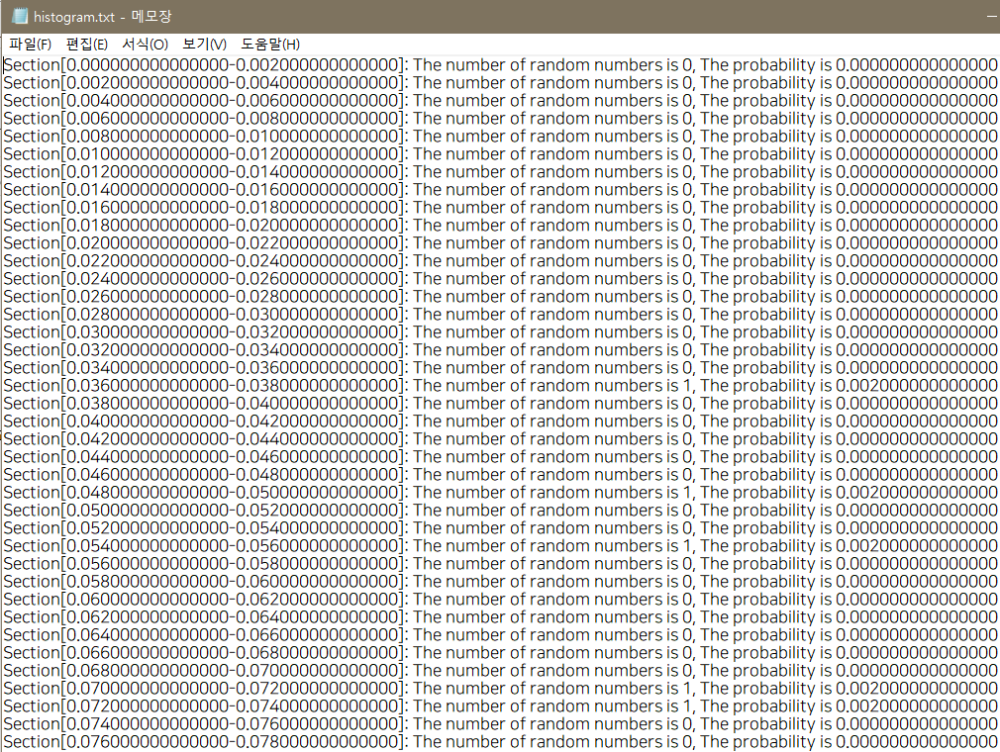 histogram.txt - 메모장
파일(F) 편집(E) 서식(O) 보기(V) 도움말(H)
Section[0.000000000000000-0.002000000000000]: The number of random numbers is 0, The probability is 0.000000000000000
Section[0.002000000000000-0.004000000000000]: The number of random numbers is 0, The probability is 0.000000000000000
Section[0.004000000000000-0.006000000000000]: The number of random numbers is 0, The probability is 0.000000000000000
Section[0.006000000000000-0.008000000000000]: The number of random numbers is 0, The probability is 0.000000000000000
Section[0.008000000000000-0.010000000000000]: The number of random numbers is 0, The probability is 0.000000000000000
Section[0.010000000000000-0.012000000000000]: The number of random numbers is 0, The probability is 0.000000000000000
Section[0.012000000000000-0.014000000000000]: The number of random numbers is 0, The probability is 0.000000000000000
Section[0.014000000000000-0.016000000000000]: The number of random numbers is 0, The probability is 0.000000000000000
Section[0.016000000000000-0.018000000000000]: The number of random numbers is 0, The probability is 0.000000000000000
Section[0.018000000000000-0.020000000000000]: The number of random numbers is 0, The probability is 0.000000000000000
Section[0.020000000000000-0.022000000000000]: The number of random numbers is 0, The probability is 0.000000000000000
Section[0.022000000000000-0.024000000000000]: The number of random numbers is 0, The probability is 0.000000000000000
Section[0.024000000000000-0.026000000000000]: The number of random numbers is 0, The probability is 0.000000000000000
Section[0.026000000000000-0.028000000000000]: The number of random numbers is 0, The probability is 0.000000000000000
Section[0.028000000000000-0.030000000000000]: The number of random numbers is 0, The probability is 0.000000000000000
Section[0.030000000000000-0.032000000000000]: The number of random numbers is 0, The probability is 0.000000000000000
Section[0.032000000000000-0.034000000000000]: The number of random numbers is 0, The probability is 0.000000000000000
Section[0.034000000000000-0.036000000000000]: The number of random numbers is 0, The probability is 0.000000000000000
Section[0.036000000000000-0.038000000000000]: The number of random numbers is 1, The probability is 0.002000000000000
Section[0.038000000000000-0.040000000000000]: The number of random numbers is 0, The probability is 0.000000000000000
Section[0.040000000000000-0.042000000000000]: The number of random numbers is 0, The probability is 0.000000000000000
Section[0.042000000000000-0.044000000000000]: The number of random numbers is 0, The probability is 0.000000000000000
Section[0.044000000000000-0.046000000000000]: The number of random numbers is 0, The probability is 0.000000000000000
Section[0.046000000000000-0.048000000000000]: The number of random numbers is 0, The probability is 0.000000000000000
Section[0.048000000000000-0.050000000000000]: The number of random numbers is 1, The probability is 0.002000000000000
Section[0.050000000000000-0.052000000000000]: The number of random numbers is 0, The probability is 0.000000000000000
Section[0.052000000000000-0.054000000000000]: The number of random numbers is 0, The probability is 0.000000000000000
Section[0.054000000000000-0.056000000000000]: The number of random numbers is 1, The probability is 0.002000000000000
Section[0.056000000000000-0.058000000000000]: The number of random numbers is 0, The probability is 0.000000000000000
Section[0.058000000000000-0.060000000000000]: The number of random numbers is 0, The probability is 0.000000000000000
Section[0.060000000000000-0.062000000000000]: The number of random numbers is 0, The probability is 0.000000000000000
Section[0.062000000000000-0.064000000000000]: The number of random numbers is 0, The probability is 0.000000000000000
Section[0.064000000000000-0.066000000000000]: The number of random numbers is 0, The probability is 0.000000000000000
Section[0.066000000000000-0.068000000000000]: The number of random numbers is 0, The probability is 0.000000000000000
Section[0.068000000000000-0.070000000000000]: The number of random numbers is 0, The probability is 0.000000000000000
Section[0.070000000000000-0.072000000000000]: The number of random numbers is 1, The probability is 0.002000000000000
Section[0.072000000000000-0.074000000000000]: The number of random numbers is 1, The probability is 0.002000000000000
Section[0.074000000000000-0.076000000000000]: The number of random numbers is 0, The probability is 0.000000000000000
Section[0.076000000000000-0.078000000000000]: The number of random numbers is 0, The probability is 0.000000000000000